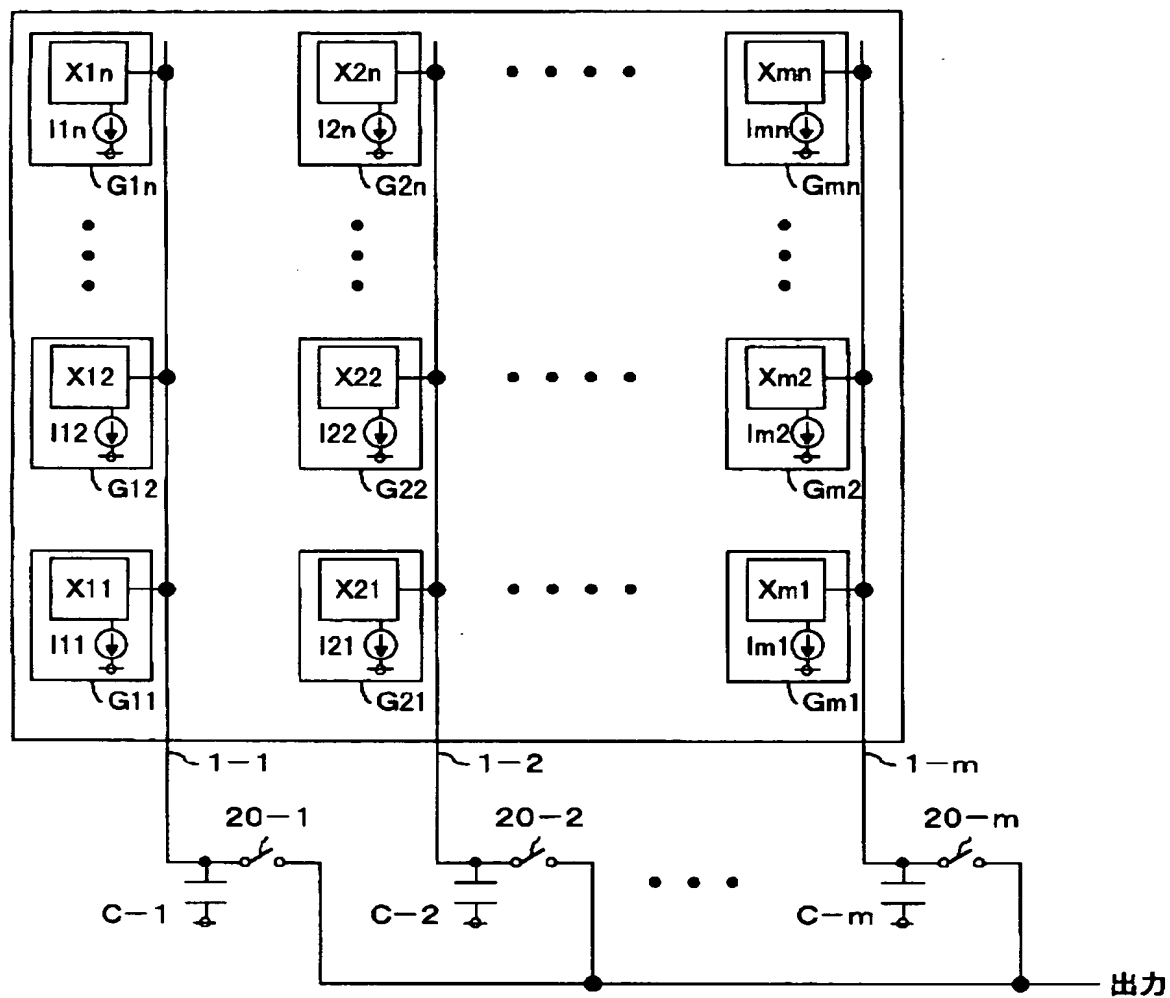 X1n X2n Xmn
I1n I2n Imn
G1n G2n Gmn
X12 X22 Xm2
I12 I22 Im2
G12 G22 Gm2
X11 X21 Xm1
I11 I21 Im1
G11 G21 Gm1
1-1 1-2 1-m
20-1 20-2 20-m
C-1 C-2 C-m
出力